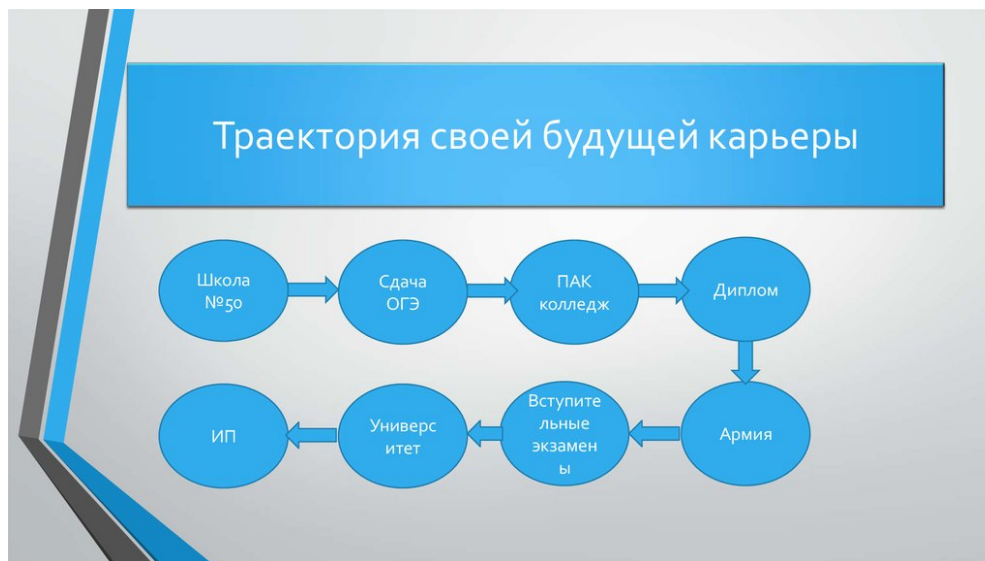 Траектория своей будущей карьеры
Школа
№50
Сдача
ОГЭ
ПАК
колледж
Диплом
Армия
Вступите
льные
экзамен
ы
Универс
итет
ИП